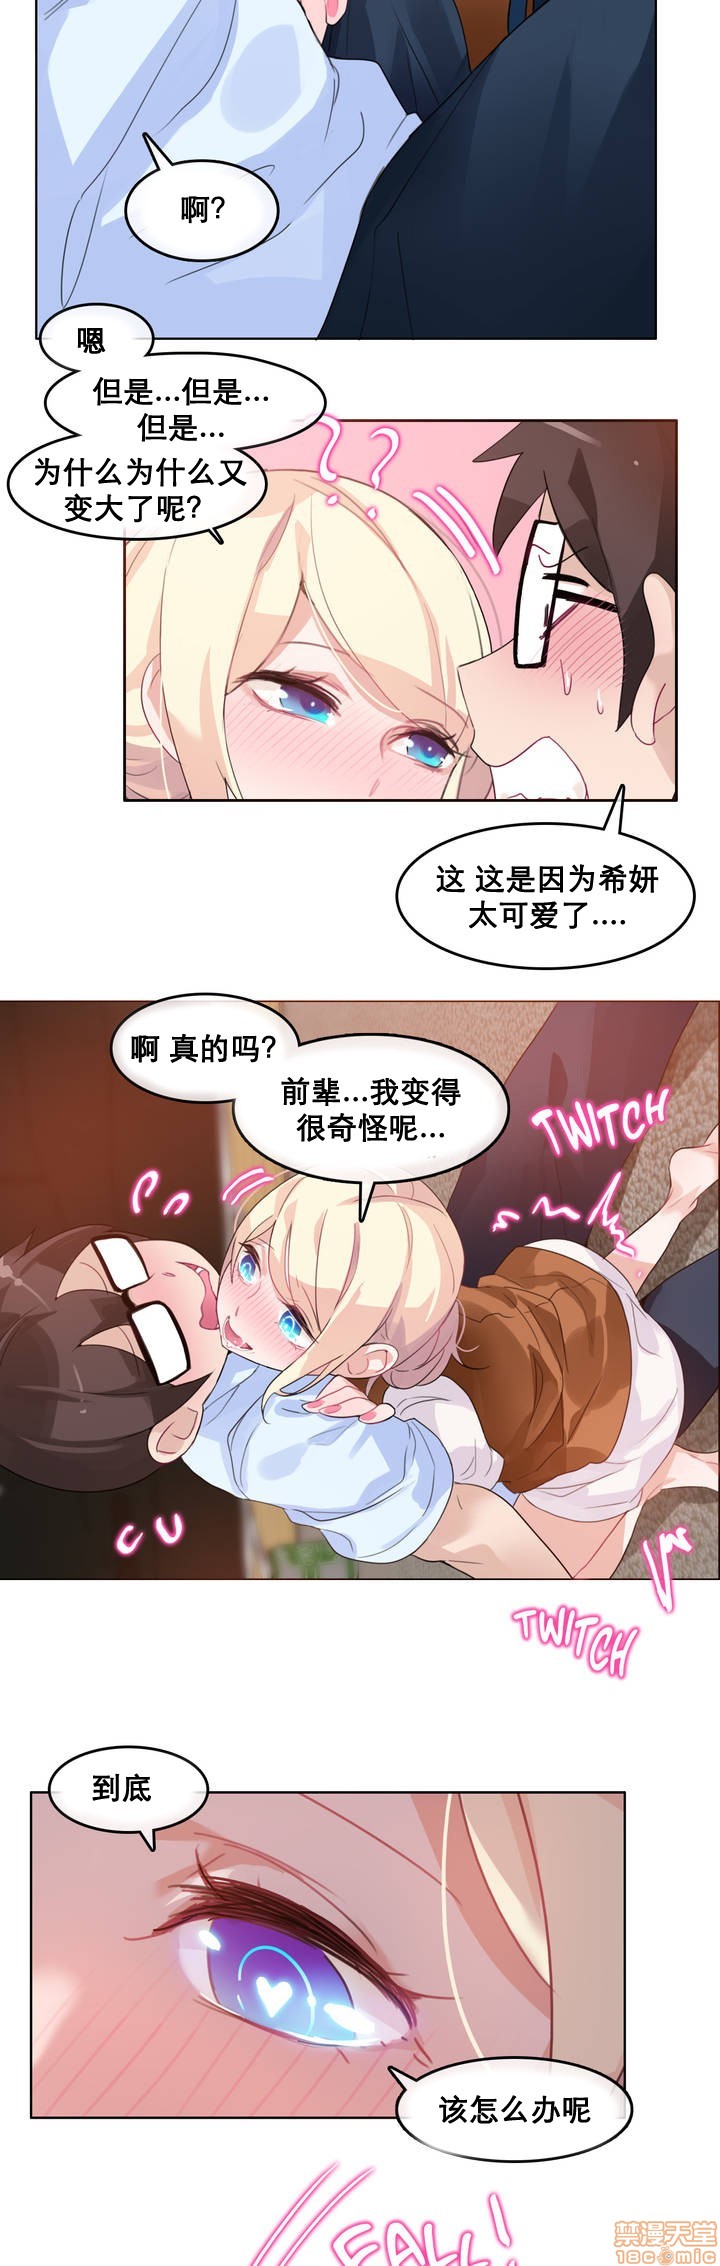 啊?
嗯
但是...但是...
但是...
为什么为什么又
变大了呢?
??
这 这是因为希妍
太可爱了....
啊 真的吗?
前辈...我变得
很奇怪呢...
TWITCH
TWITCH
到底
该怎么办呢
FALL!
禁漫天堂
18comic